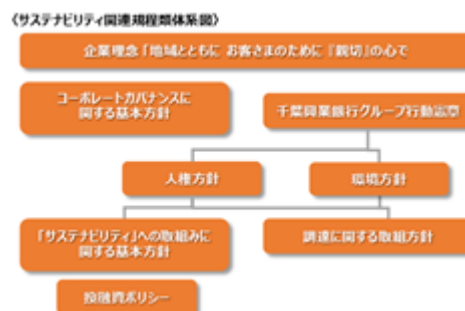 〈サステナビリティ関連規程類体系図〉
企業理念「地域とともに お客さまのために 『親切』の心で
コーポレートガバナンスに
関する基本方針
千葉興業銀行グループ行動憲章
人権方針
環境方針
「サステナビリティ」への取組みに
関する基本方針
調達に関する取組方針
投融資ポリシー